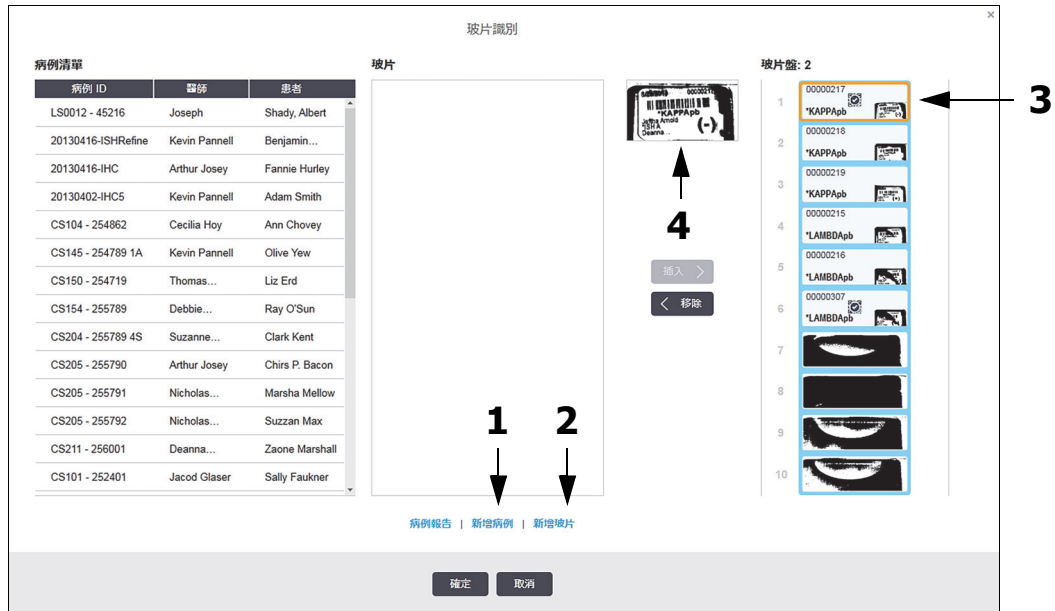 玻片識別
×
病例清單
病例 ID 醫師 患者
LS0012 - 45216 Joseph Shady, Albert
20130416-ISHRefine Kevin Pannell Benjamin...
20130416-IHC Arthur Josey Fannie Hurley
20130402-IHC5 Kevin Pannell Adam Smith
CS104 - 254862 Cecilia Hoy Ann Chovey
CS145 - 254789 1A Kevin Pannell Olive Yew
CS150 - 254719 Thomas... Liz Erd
CS154 - 255789 Debbie... Ray O'Sun
CS204 - 255789 4S Suzanne... Clark Kent
CS205 - 255790 Arthur Josey Chirs P. Bacon
CS205 - 255791 Nicholas... Marsha Mellow
CS205 - 255792 Nicholas... Suzzan Max
CS211 - 256001 Deanna... Zaone Marshall
CS101 - 252401 Jacod Glaser Sally Faukner
玻片
1 2
病例報告 | 新增病例 | 新增玻片
*KAPPApb
Arnold
*ISH A
Deanna...
(-)
4
插入 >
< 移除
玻片盤: 2
1 00000217 *KAPPApb
2 00000218 *KAPPApb
3 00000219 *KAPPApb
4 00000215 *LAMBDApb
5 00000216 *LAMBDApb
6 00000307 *LAMBDApb
7
8
9
10
3
確定 取消